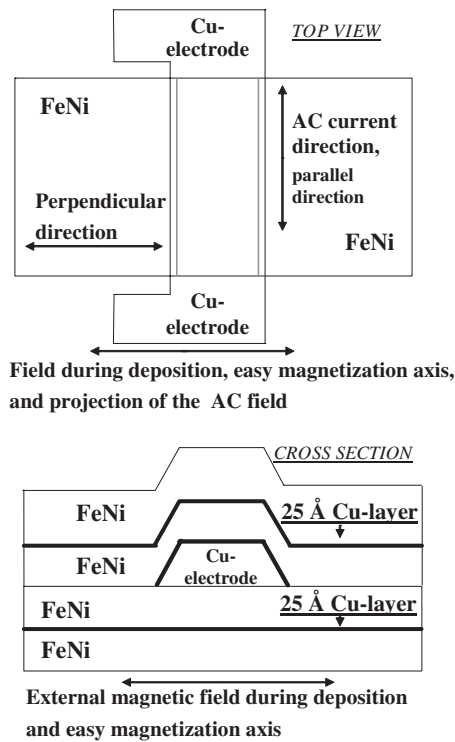 Cu-
electrode
TOP VIEW
FeNi
AC current
direction,
parallel
direction
Perpendicular
direction
FeNi
Cu-
electrode
Field during deposition, easy magnetization axis,
and projection of the AC field
CROSS SECTION
FeNi
25 Å Cu-layer
FeNi
Cu-
electrode
FeNi
25 Å Cu-layer
FeNi
External magnetic field during deposition
and easy magnetization axis